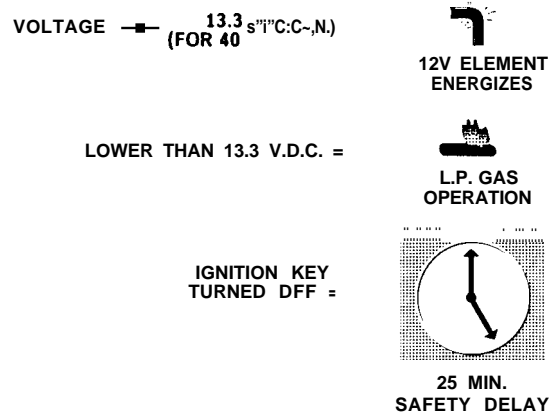 VOLTAGE 13.3
(FOR 40
12V ELEMENT
ENERGIZES
LOWER THAN 13.3 V.D.C. =
L.P. GAS
OPERATION
IGNITION KEY
TURNED DFF =
25 MIN.
SAFETY DELAY